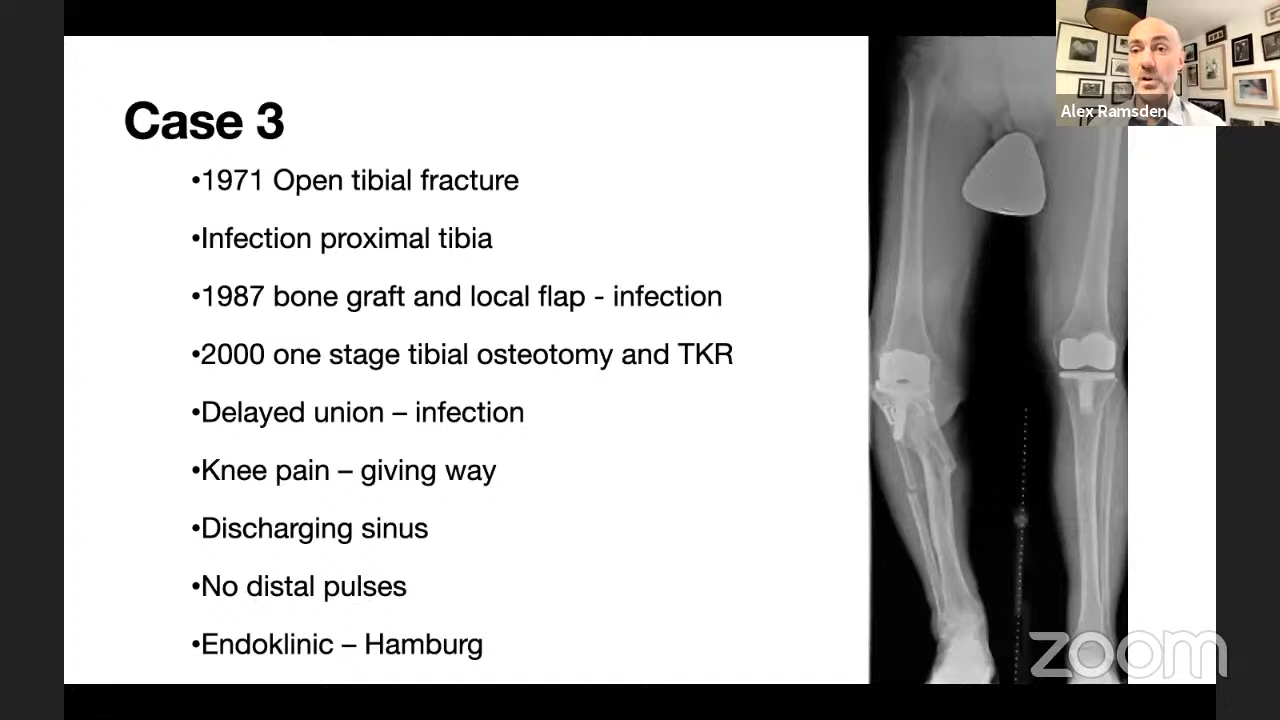 Case 3
•1971 Open tibial fracture
•Infection proximal tibia
•1987 bone graft and local flap - infection
•2000 one stage tibial osteotomy and TKR
•Delayed union – infection
•Knee pain – giving way
•Discharging sinus
•No distal pulses
•Endoklinic – Hamburg
Alex Ramsden
zoom